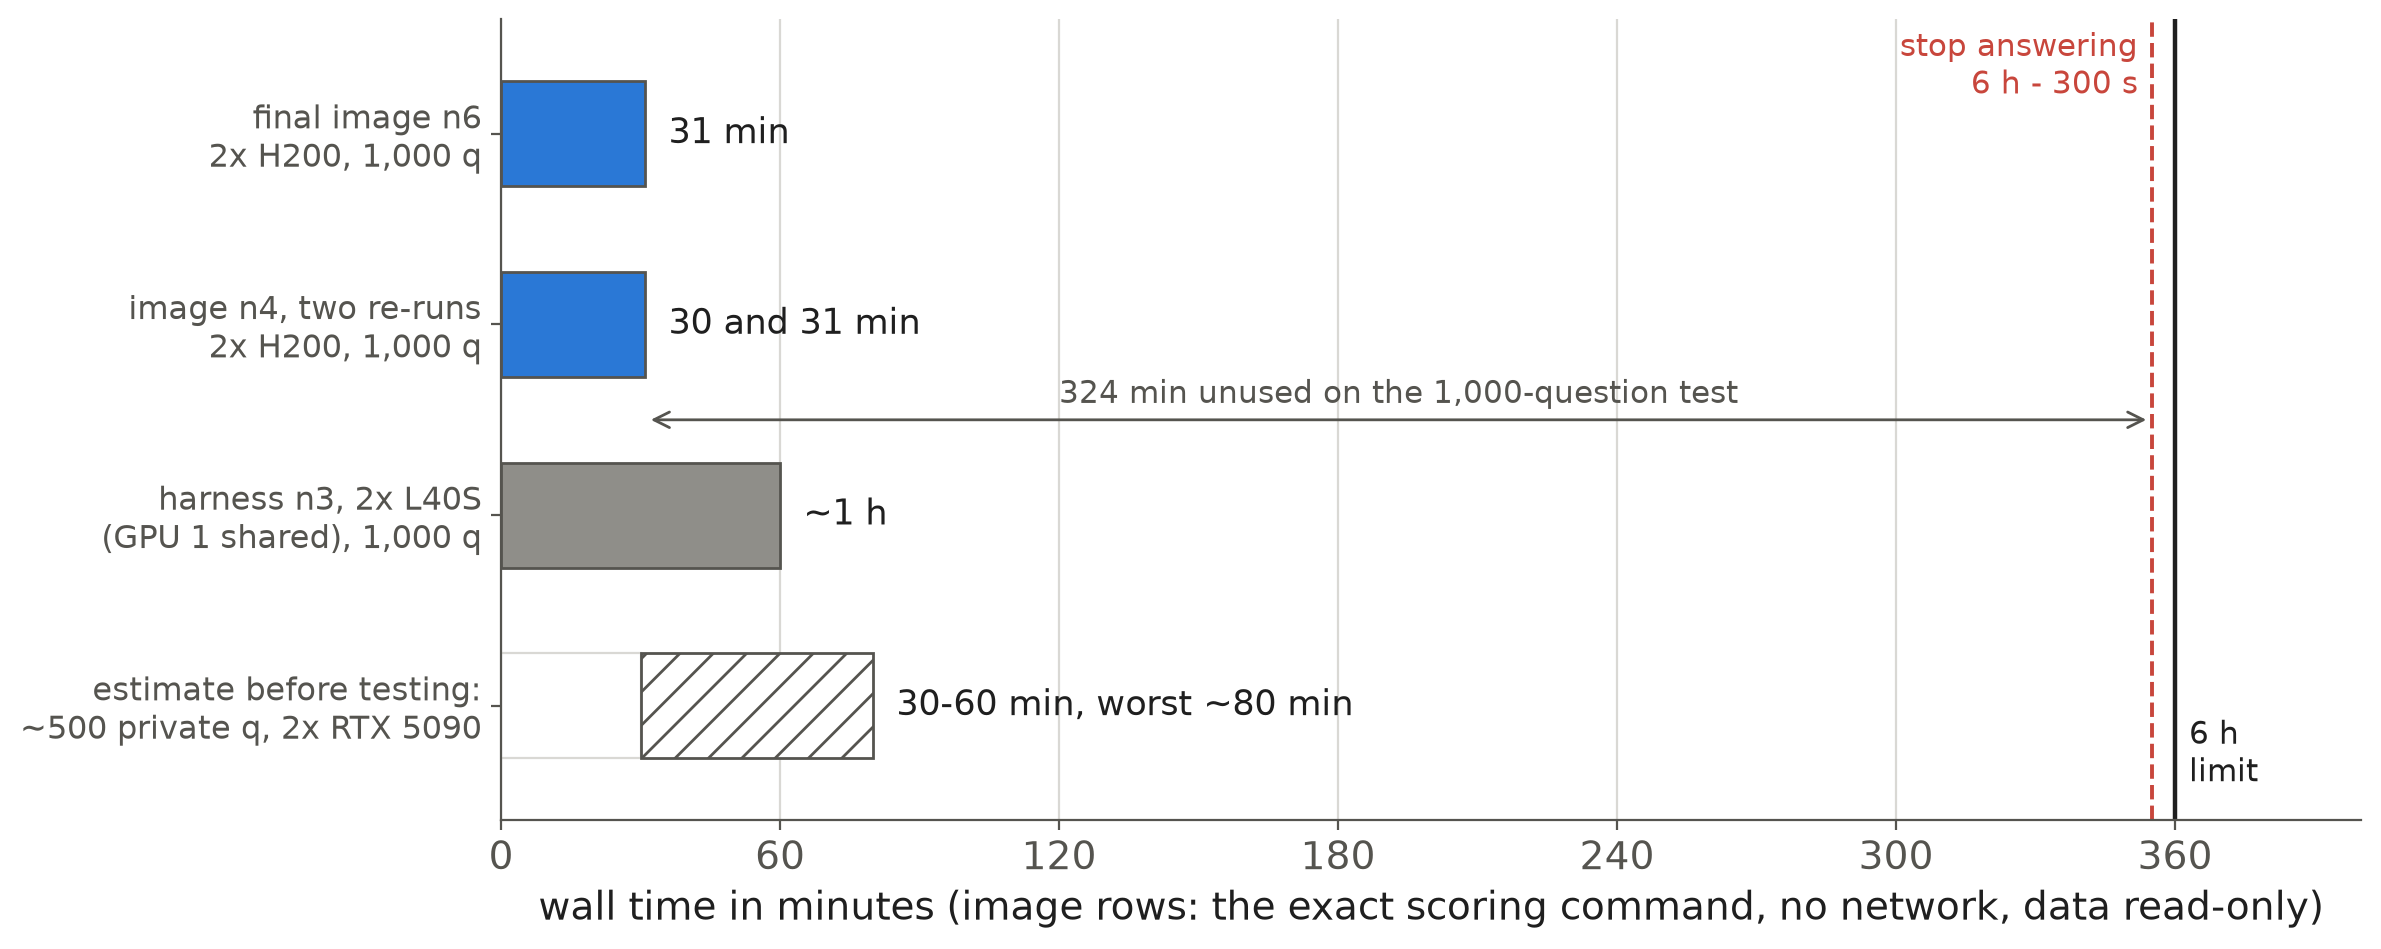 stop answering
6 h - 300 s
final image n6
2x H200, 1,000 q
31 min
image n4, two re-runs
2x H200, 1,000 q
30 and 31 min
324 min unused on the 1,000-question test
harness n3, 2x L40S
(GPU 1 shared), 1,000 q
~1 h
estimate before testing:
~500 private q, 2x RTX 5090
30-60 min, worst ~80 min
6 h
limit
0 60 120 180 240 300 360
wall time in minutes (image rows: the exact scoring command, no network, data read-only)